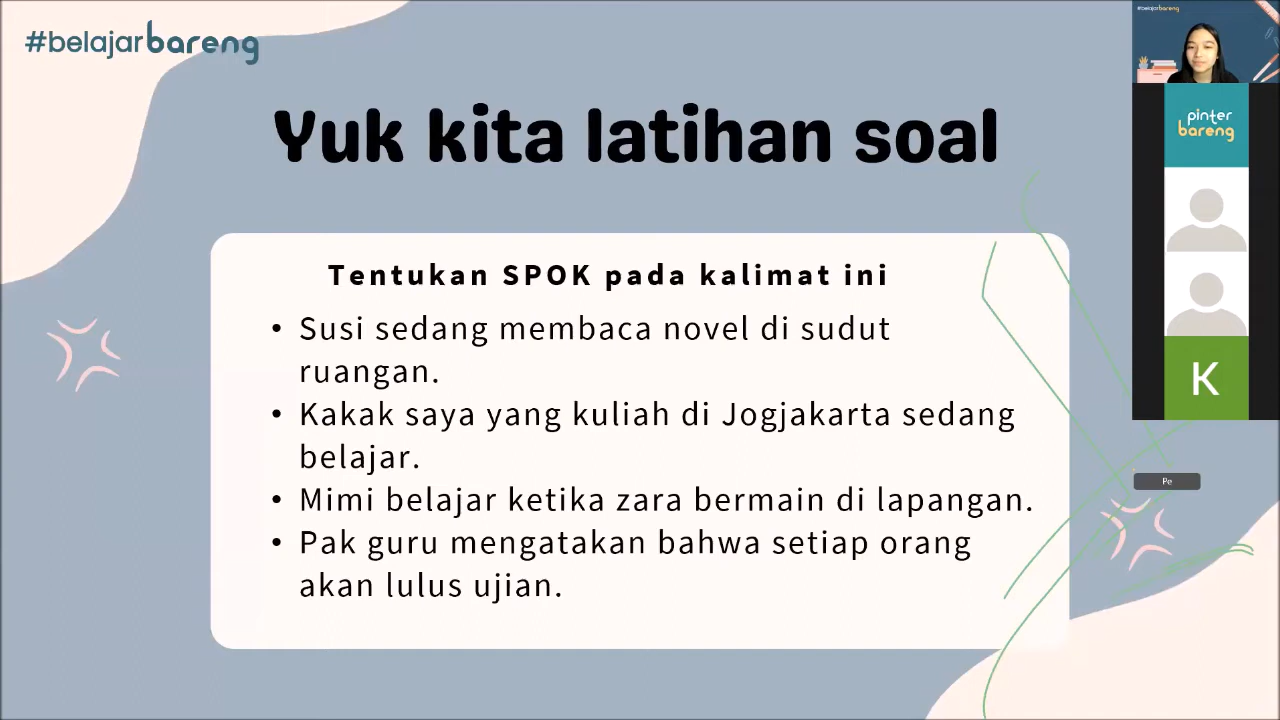 #belajarbareng
#belajarbareng
Yuk kita latihan soal
pinter
bareng
Tentukan SPOK pada kalimat ini
• Susi sedang membaca novel di sudut
ruangan.
• Kakak saya yang kuliah di Jogjakarta sedang
belajar.
• Mimi belajar ketika zara bermain di lapangan.
• Pak guru mengatakan bahwa setiap orang
akan lulus ujian.
K
Pe